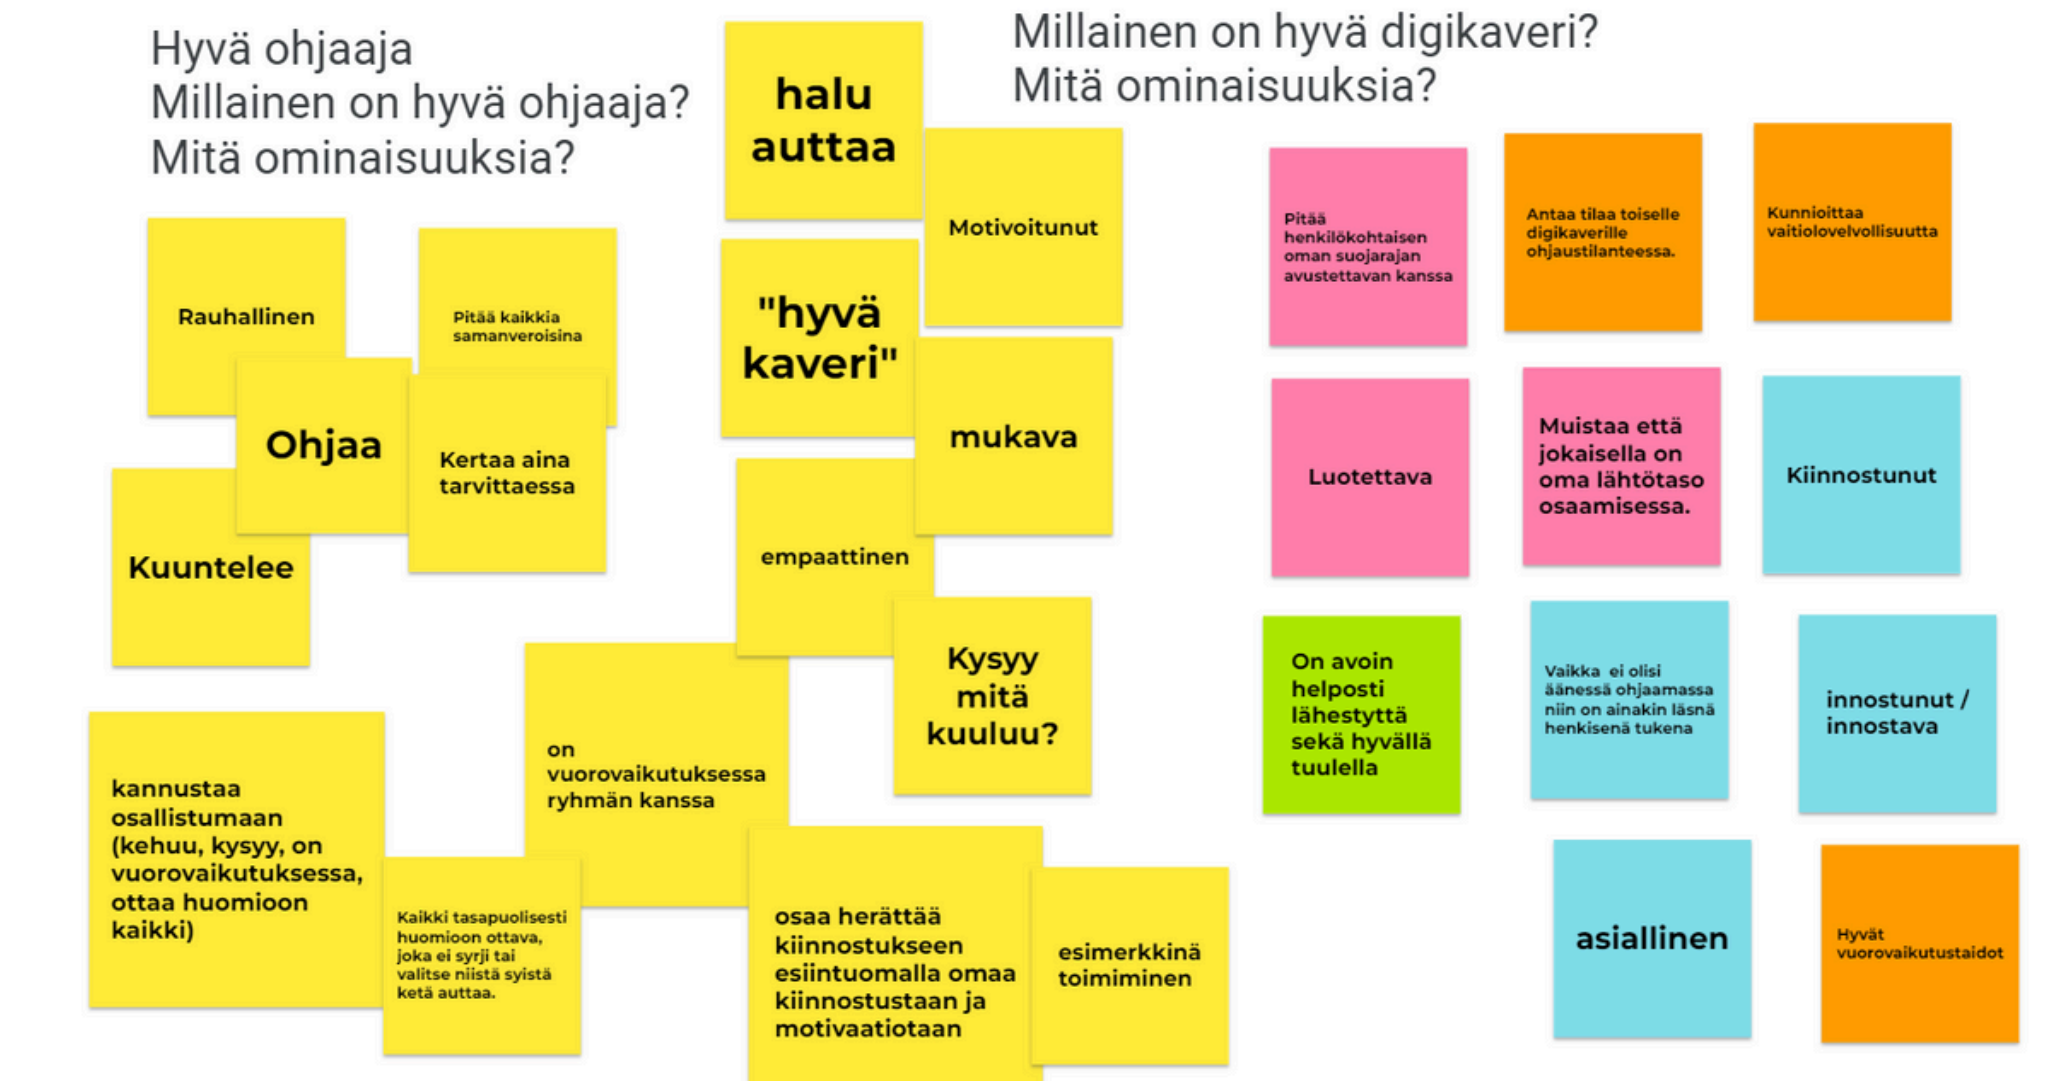 Hyvä ohjaaja
Millainen on hyvä ohjaaja?
Mitä ominaisuuksia?
Rauhallinen
Pitää kaikkia
samanveroisina
Ohjaa
Kertaa aina
tarvittaessa
Kuuntelee
halu
auttaa
Motivoitunut
"hyvä
kaveri"
mukava
empaattinen
Kysyy
mitä
kuuluu?
on
vuorovaikutuksessa
ryhmän kanssa
kannustaa
osallistumaan
(kehuu, kysyy, on
vuorovaikutuksessa,
ottaa huomioon
kaikki)
Kaikki tasapuolisesti
huomioon ottava,
joka ei syrji tai
valitse niistä syistä
ketä auttaa.
osaa herättää
kiinnostukseen
esiintuomalla omaa
kiinnostustaan ja
motivaatiotaan
esimerkkinä
toimiminen
Millainen on hyvä digikaveri?
Mitä ominaisuuksia?
Pitää
henkilökohtaisen
oman suojarajan
avustettavan kanssa
Antaa tilaa toiselle
digikaverille
ohjaustilanteessa.
Kunnioittaa
vaitiolovelvollisuutta
Luotettava
Muistaa että
jokaisella on
oma lähtötaso
osaamisessa.
Kiinnostunut
On avoin
helposti
lähestyttä
sekä hyvällä
tuulella
Vaikka ei olisi
äänessä ohjaamassa
niin on ainakin läsnä
henkisenä tukena
innostunut /
innostava
asiallinen
Hyvät
vuorovaikutustaidot